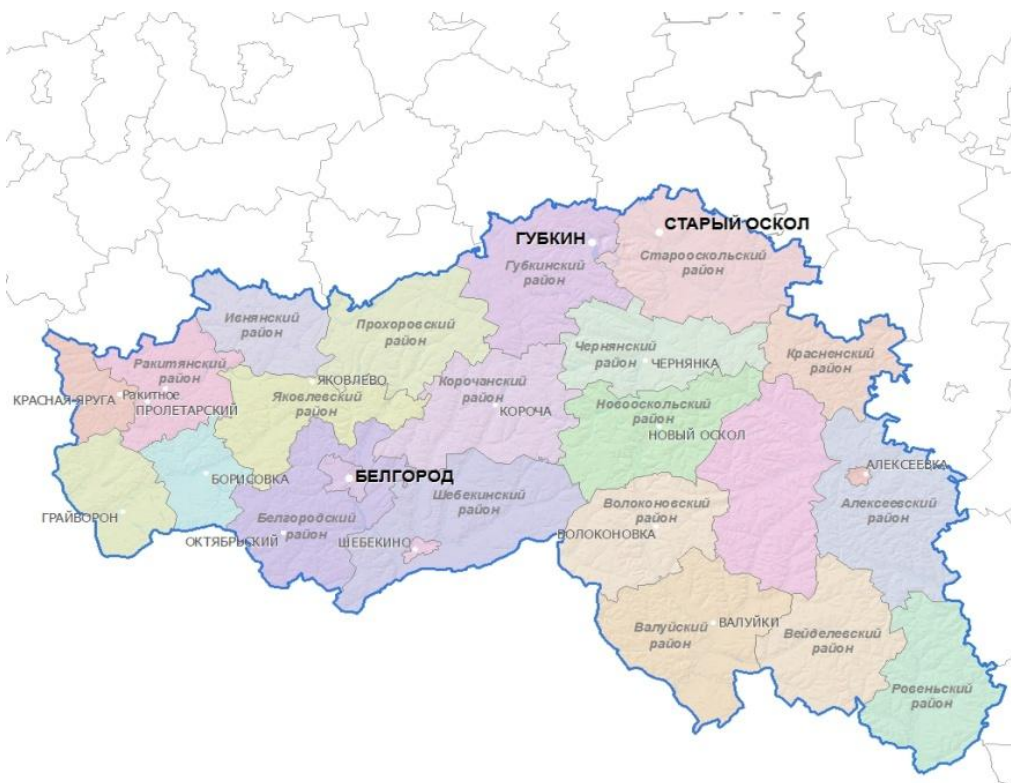 СТАРЫЙ ОСКОЛ
ГУБКИН
Старооскольский
район
Губкинский
район
Ивнянский
район
Прохоровский
район
Чернянский
район
ЧЕРНЯНКА
Красненский
район
Ракитянский
район
ЯКОВЛЕВО
Корочанский
район
КРАСНАЯ ЯРУГА
Ракитное
ПРОЛЕТАРСКИЙ
Яковлевский
район
КОРОЧА
Новооскольский
район
НОВЫЙ ОСКОЛ
АЛЕКСЕЕВКА
БОРИСОВКА
БЕЛГОРОД
Шебекинский
район
Волоконовский
район
Алексеевский
район
ГРАЙВОРОН
Белгородский
район
ОКТЯБРЬСКИЙ
ШЕБЕКИНО
ВОЛОКОНОВКА
ВАЛУЙКИ
Валуйский
район
Вейделевский
район
Ровеньский
район